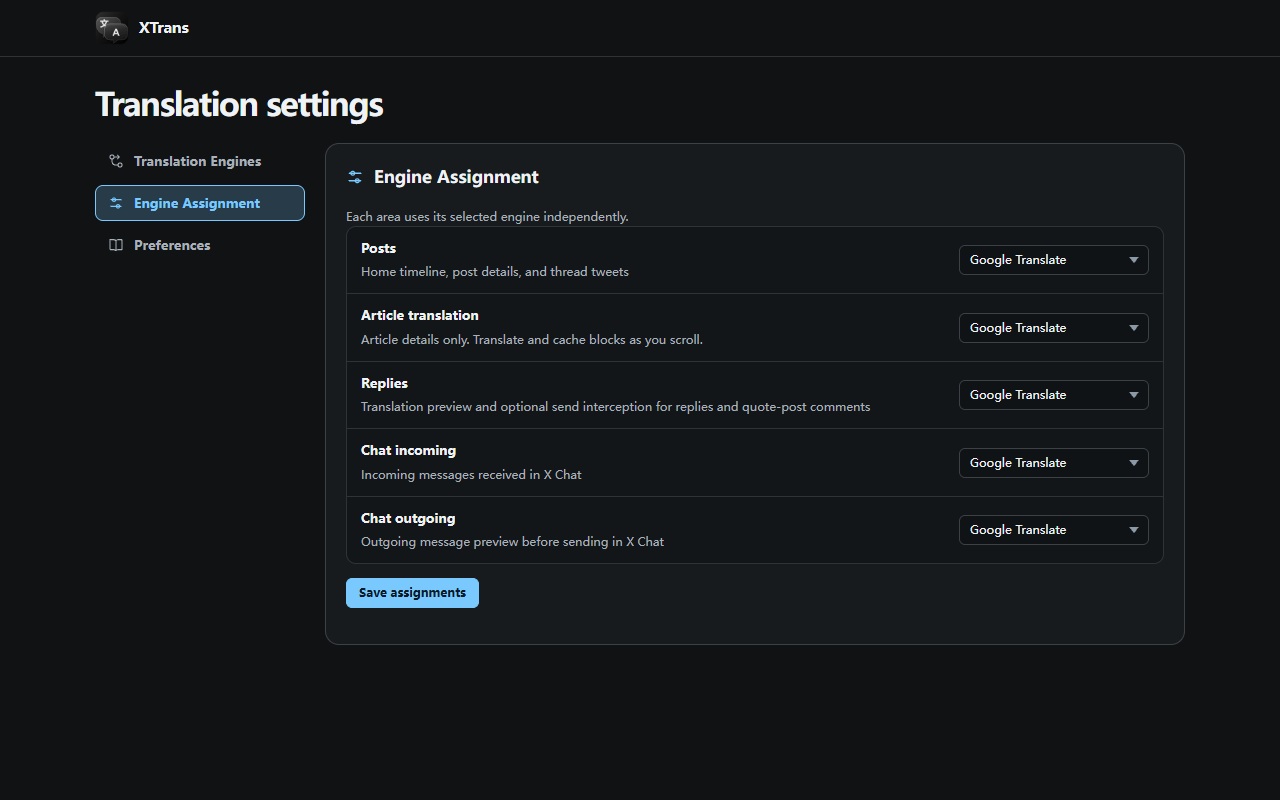 XTrans
Translation settings
Translation Engines
Engine Assignment
Preferences
Engine Assignment
Each area uses its selected engine independently.
Posts
Home timeline, post details, and thread tweets
Google Translate
Article translation
Article details only. Translate and cache blocks as you scroll.
Google Translate
Replies
Translation preview and optional send interception for replies and quote-post comments
Google Translate
Chat incoming
Incoming messages received in X Chat
Google Translate
Chat outgoing
Outgoing message preview before sending in X Chat
Google Translate
Save assignments